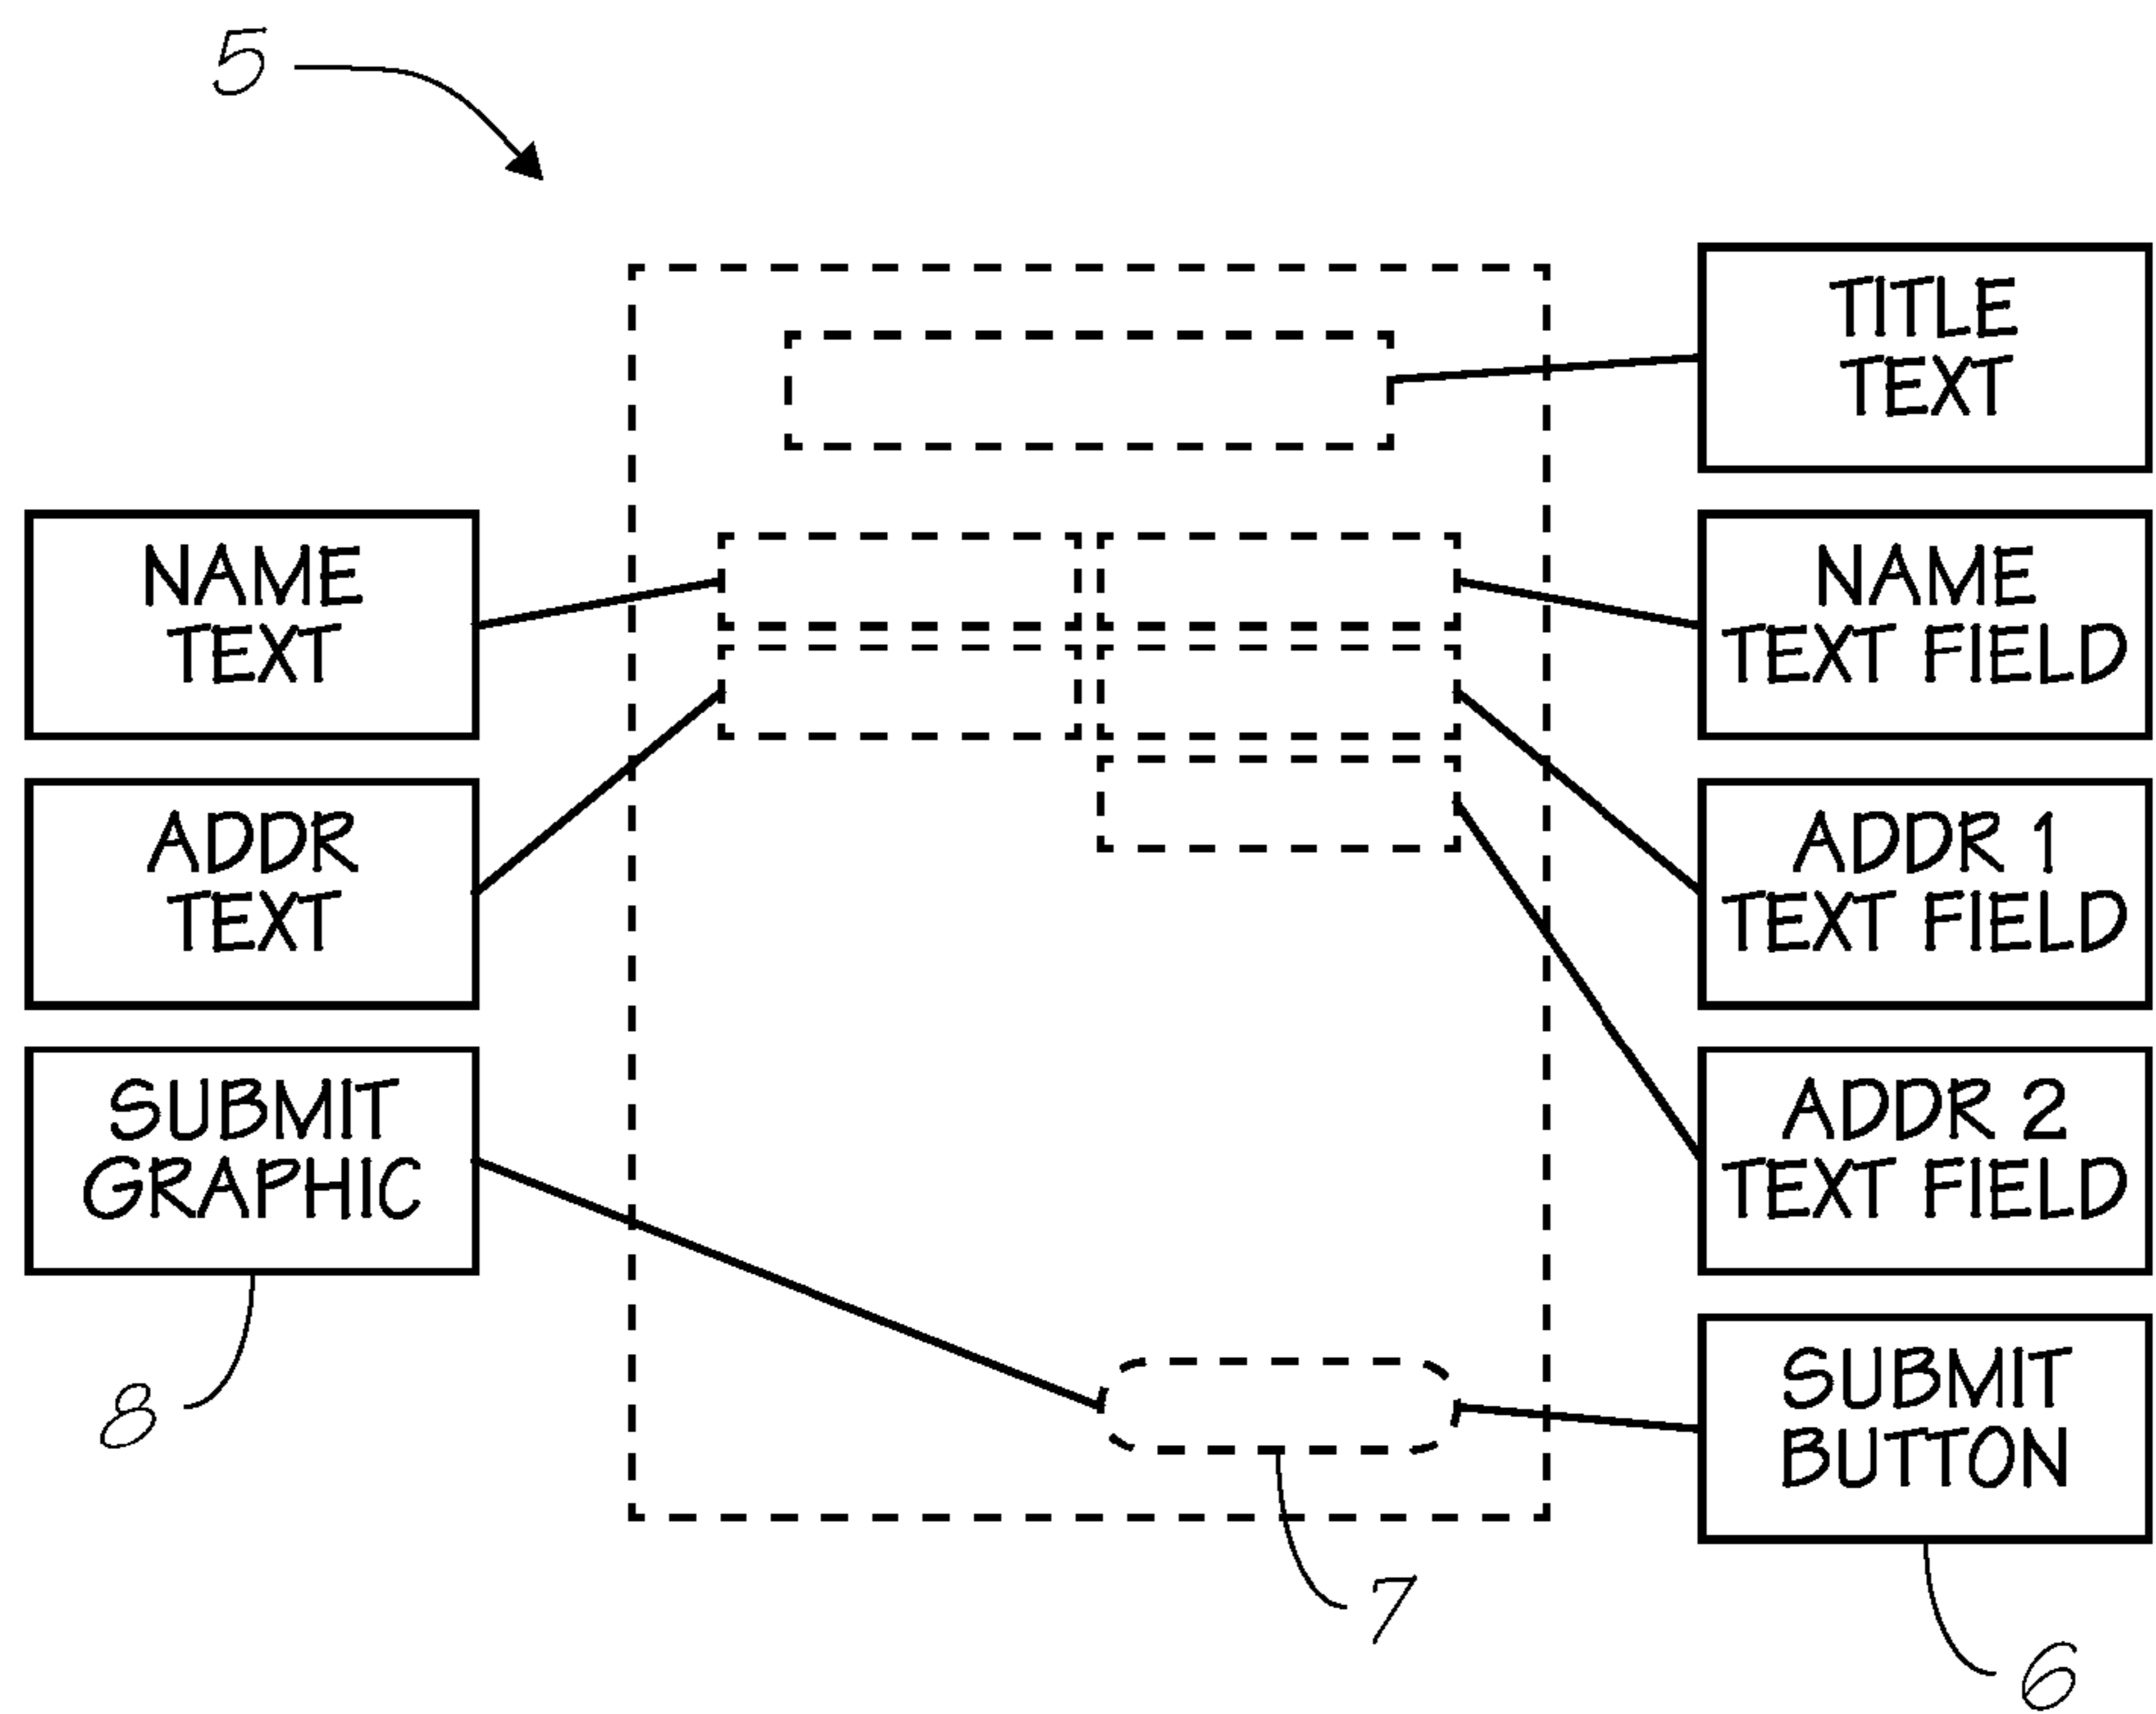 5
TITLE
TEXT
NAME
TEXT
NAME
TEXT FIELD
ADDR
TEXT
ADDR 1
TEXT FIELD
SUBMIT
GRAPHIC
ADDR 2
TEXT FIELD
SUBMIT
BUTTON
8
7
6